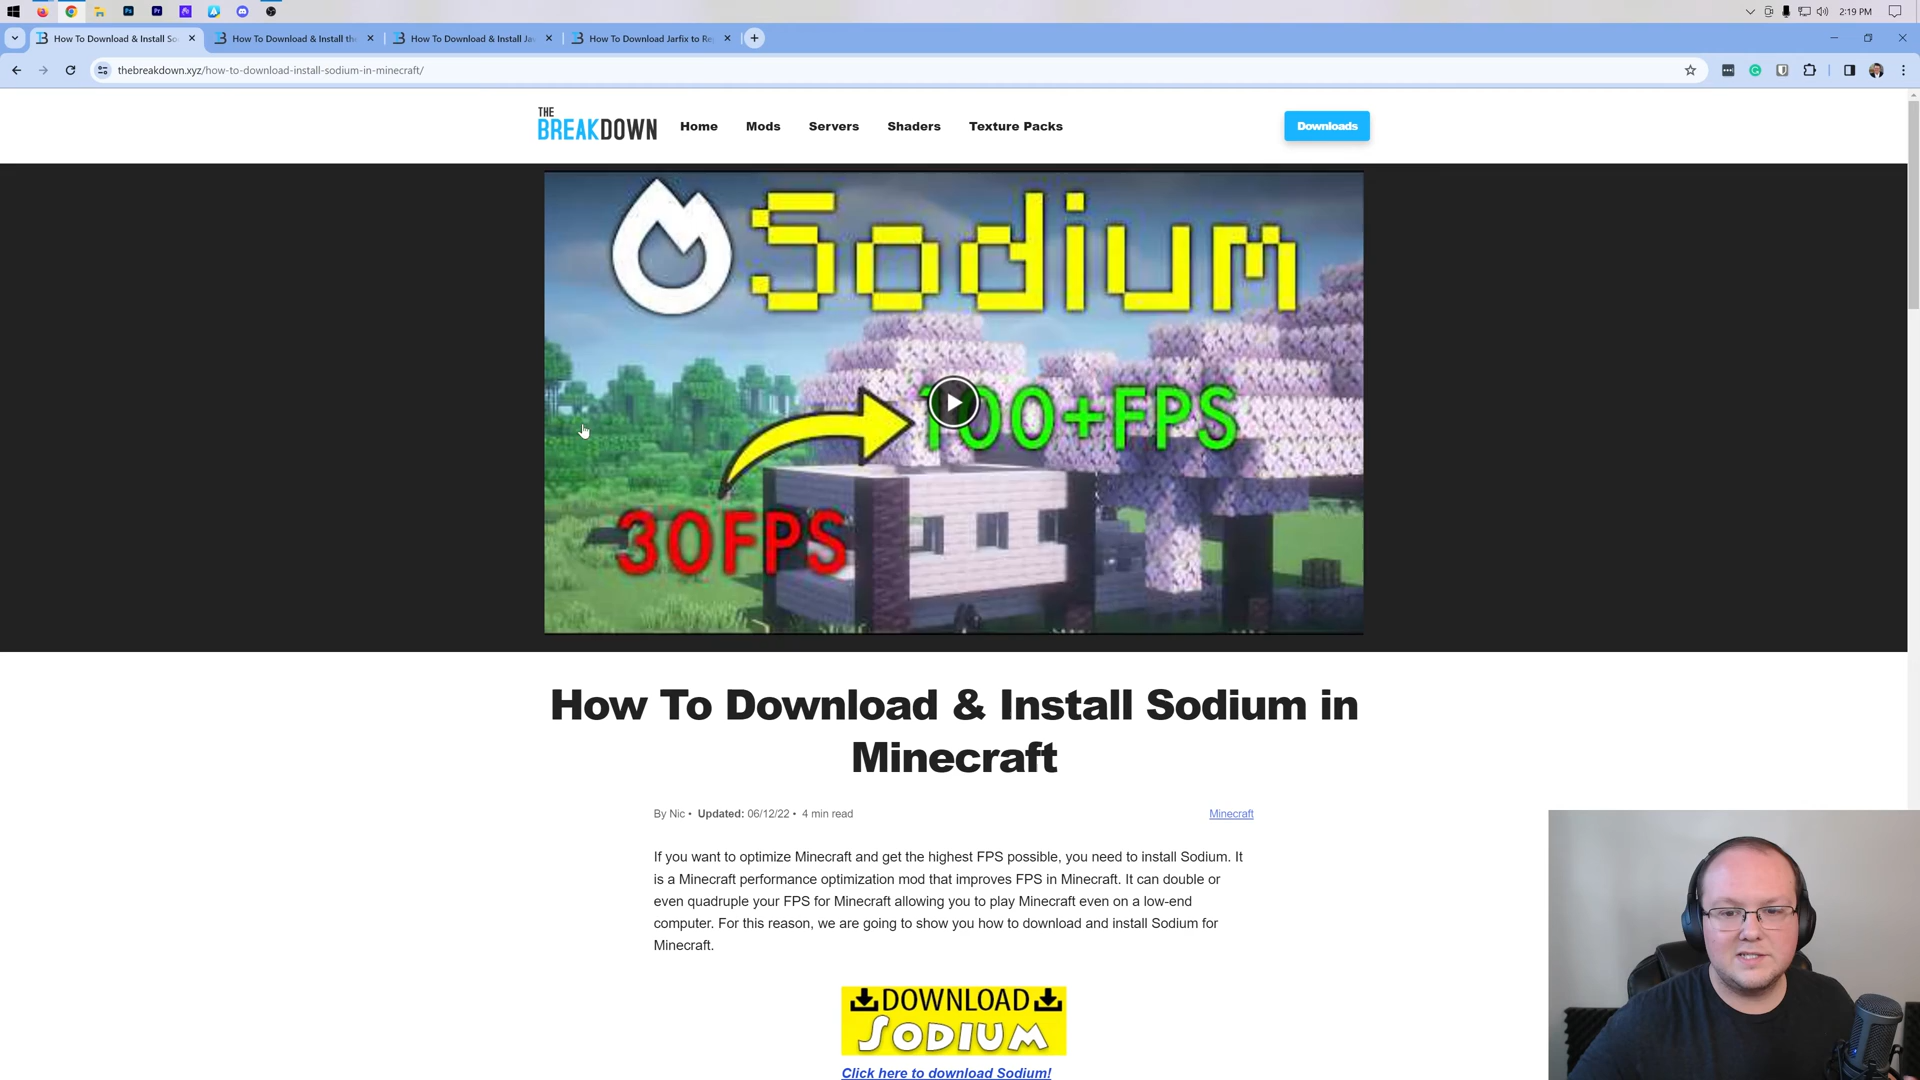 2:19 PM
How To Download & Install So
How To Download & Install th
How To Download & Install Ja
How To Download Jarfix to Re
thebreakdown.xyz/how-to-download-install-sodium-in-minecraft/
THE
BREAKDOWN
Home
Mods
Servers
Shaders
Texture Packs
Downloads
Sodium
100+FPS
30FPS
How To Download & Install Sodium in
Minecraft
By Nic • Updated: 06/12/22 • 4 min read
Minecraft
If you want to optimize Minecraft and get the highest FPS possible, you need to install Sodium. It
is a Minecraft performance optimization mod that improves FPS in Minecraft. It can double or
even quadruple your FPS for Minecraft allowing you to play Minecraft even on a low-end
computer. For this reason, we are going to show you how to download and install Sodium for
Minecraft.
DOWNLOAD
SODIUM
Click here to download Sodium!